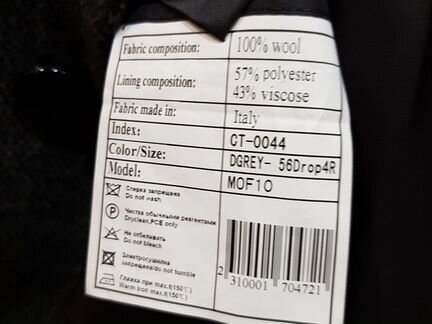 Fabric composition: 100% wool
Lining composition: 57% polyester
43% viscose
Fabric made in: Italy
Index: CT-0044
Color/Size: DGREY- 56Drop4R
Model: MOF10
Стирка запрещена
Do not wash
Чистка обычными реагентами
Dryclean,PCE only
Не отбеливать
Do not bleach
Электросушилка
запрещена/do not tumble
Глажка при max.t(150°C)
Warm iron max.t(150°C)
2 310001 704721